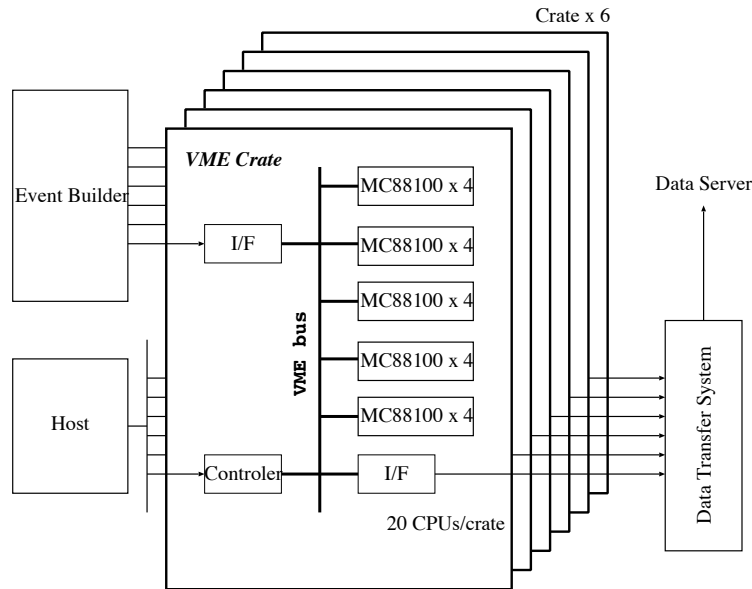 Crate x 6
VME Crate
MC88100 x 4
Event Builder
Data Server
I/F
MC88100 x 4
MC88100 x 4
VME bus
MC88100 x 4
MC88100 x 4
Host
Data Transfer System
Controler
I/F
20 CPUs/crate